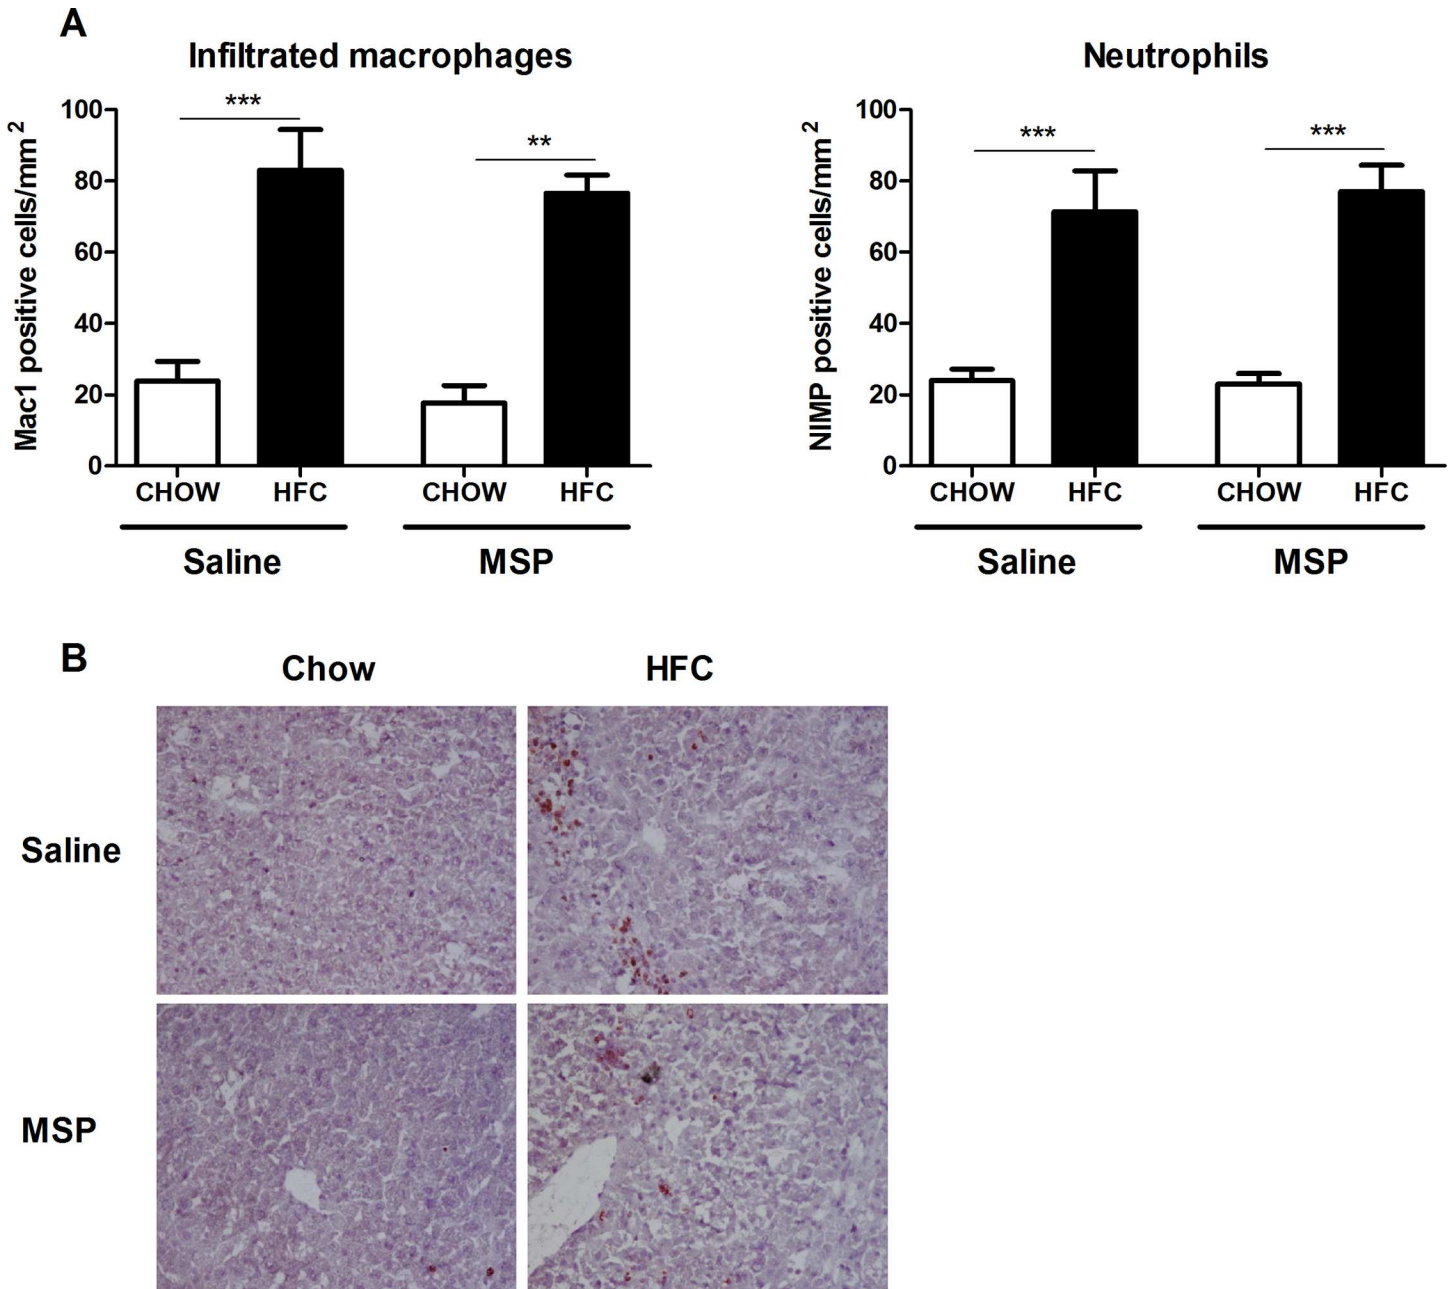 A
Infiltrated macrophages
Mac1 positive cells/mm²
100
80
60
40
20
0
***
**
CHOW HFC CHOW HFC
Saline MSP
Neutrophils
NIMP positive cells/mm²
100
80
60
40
20
0
***
***
CHOW HFC CHOW HFC
Saline MSP
B
Chow HFC
Saline
MSP